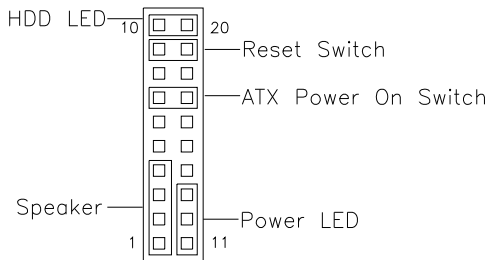 HDD LED
10 20
Reset Switch
ATX Power On Switch
Speaker
Power LED
1 11